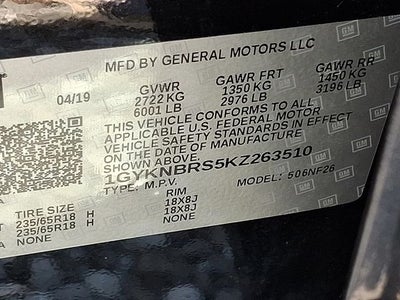 MFD BY GENERAL MOTORS LLC
T 04/19 GVWR GAWR FRT GAWR RR
2722 KG 1350 KG 1450 KG
6001 LB 2976 LB 3196 LB
THIS VEHICLE CONFORMS TO ALL
APPLICABLE U.S. FEDERAL MOTOR
VEHICLE SAFETY STANDARDS IN EFFECT
ON THE DATE OF MANUFACTURE
SHOWN ABOVE.
1GYKNBRS5KZ263510
TYPE: M.P.V. MODEL: 506NF26
TIRE SIZE RIM
235/65R18 H 18X8J
235/65R18 H 18X8J
NONE NONE